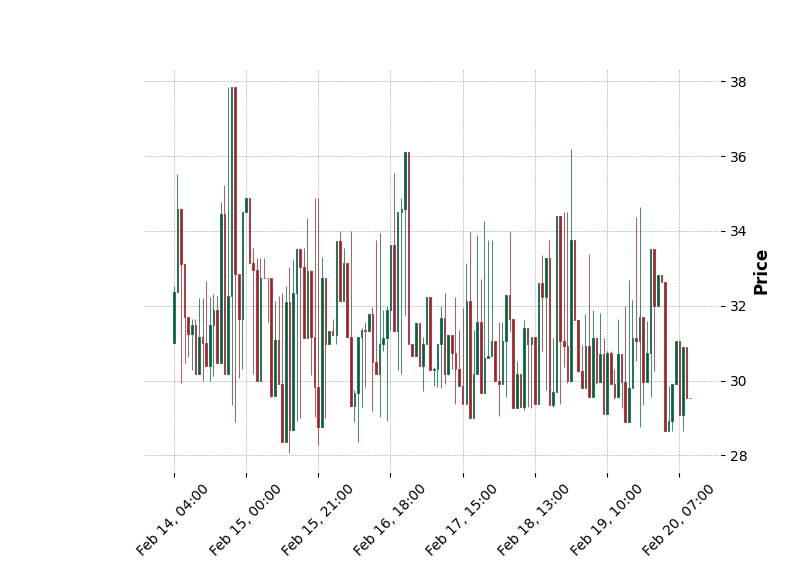 38
36
34
32
30
28
Price
Feb 14, 04:00
Feb 15, 00:00
Feb 15, 21:00
Feb 16, 18:00
Feb 17, 15:00
Feb 18, 13:00
Feb 19, 10:00
Feb 20, 07:00